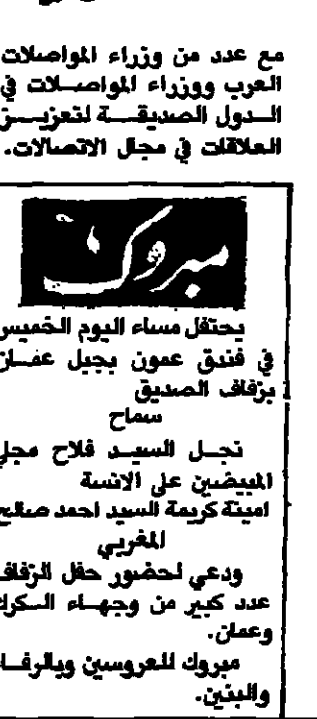 مع عدد من وزراء المواصلات
العرب ووزراء المواصلات في
الدول الصديقة لتعزيز
العلاقات في مجال الاتصالات.
مبروك
يحتفل مساء اليوم الخميس
في فندق عمون بجبل عمان
بزفاف الصديق
سماح
نجل السيد فلاح مجلي
المبيضين على الانسة
امينة كريمة السيد احمد صالح
المغربي
ودعي لحضور حفل الزفاف
عدد كبير من وجهاء الكرك
وعمان.
مبروك للعروسين وبالرفاه
والبنين.